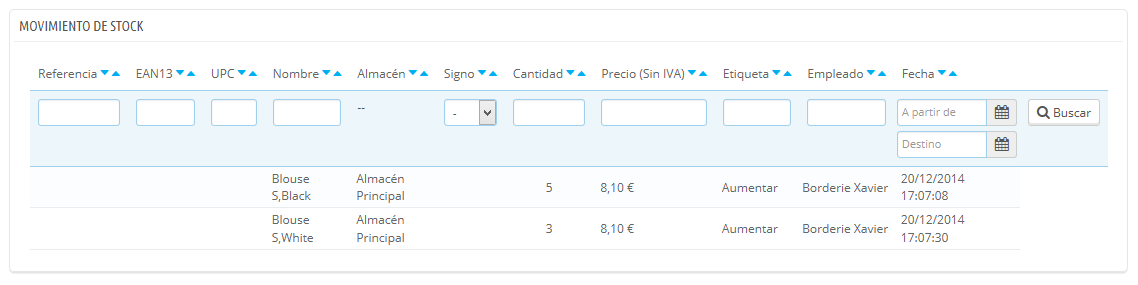 MOVIMIENTO DE STOCK
Referencia EAN13 UPC Nombre Almacén Signo Cantidad Precio (Sin IVA) Etiqueta Empleado Fecha
-- - A partir de Buscar
Destino
Blouse Almacén 20/12/2014
5 8,10 € Aumentar Borderie Xavier
S,Black Principal 17:07:08
Blouse Almacén 20/12/2014
3 8,10 € Aumentar Borderie Xavier
S,White Principal 17:07:30